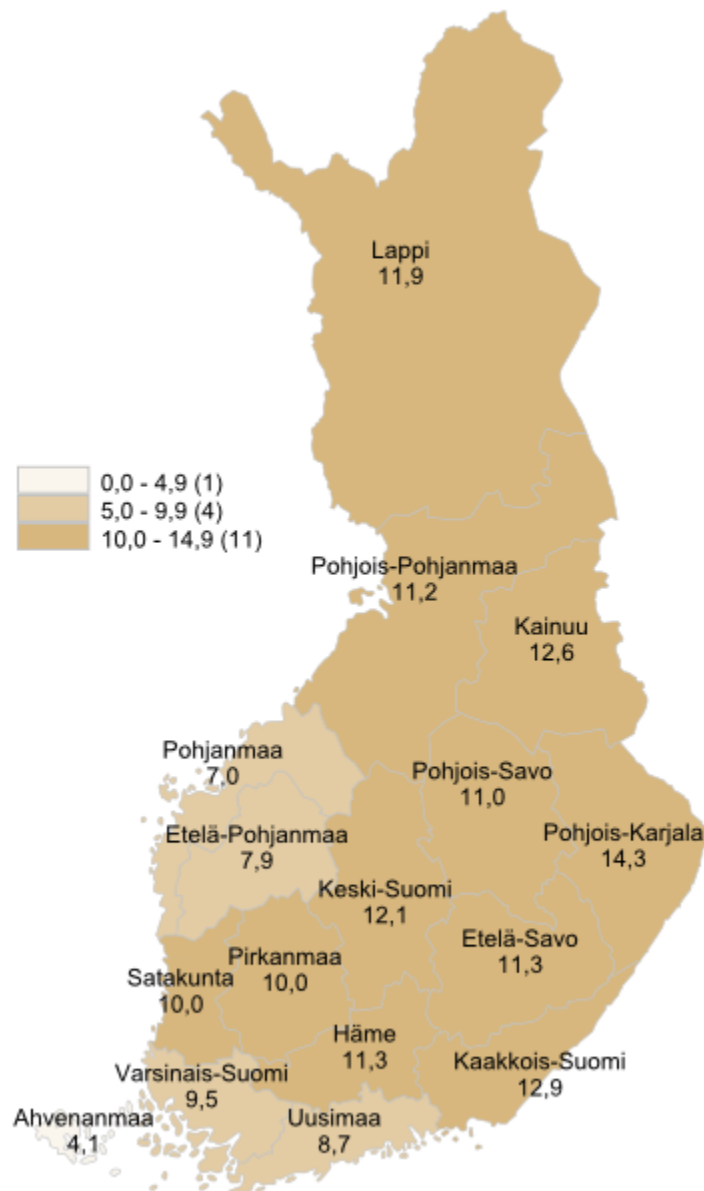 Lappi
11,9
0,0 - 4,9 (1)
5,0 - 9,9 (4)
10,0 - 14,9 (11)
Pohjois-Pohjanmaa
11,2
Kainuu
12,6
Pohjanmaa
7,0
Pohjois-Savo
11,0
Etelä-Pohjanmaa
7,9
Pohjois-Karjala
14,3
Keski-Suomi
12,1
Etelä-Savo
11,3
Pirkanmaa
10,0
Satakunta
10,0
Häme
11,3
Kaakkois-Suomi
12,9
Varsinais-Suomi
9,5
Ahvenanmaa
4,1
Uusimaa
8,7